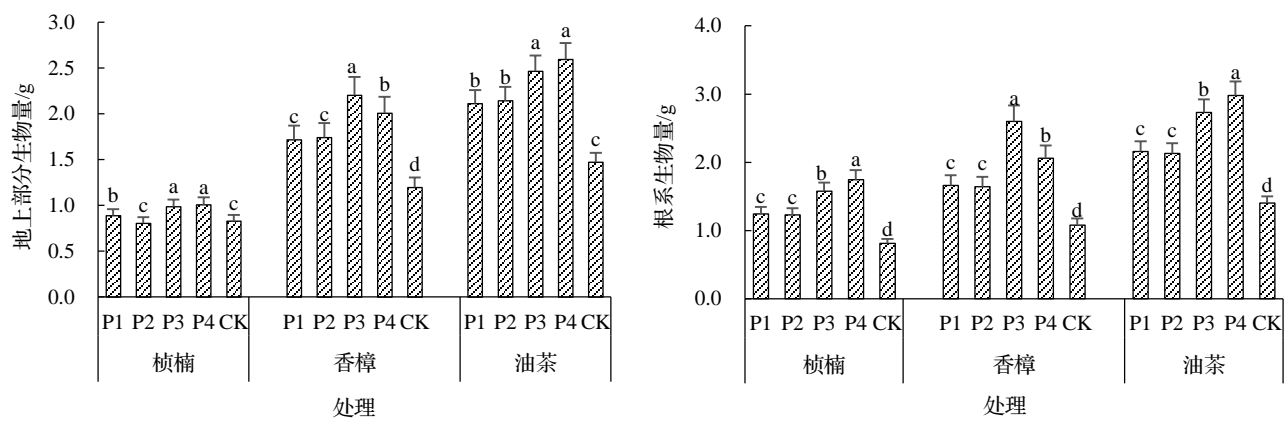 地上部分生物量/g
3.0
2.5
2.0
1.5
1.0
0.5
0.0
b c a a c
c c a b d
b b a a c
P1 P2 P3 P4 CK P1 P2 P3 P4 CK P1 P2 P3 P4 CK
桢楠 香樟 油茶
处理
根系生物量/g
4.0
3.0
2.0
1.0
0.0
c c b a d
c c a b d
c c b a d
P1 P2 P3 P4 CK P1 P2 P3 P4 CK P1 P2 P3 P4 CK
桢楠 香樟 油茶
处理